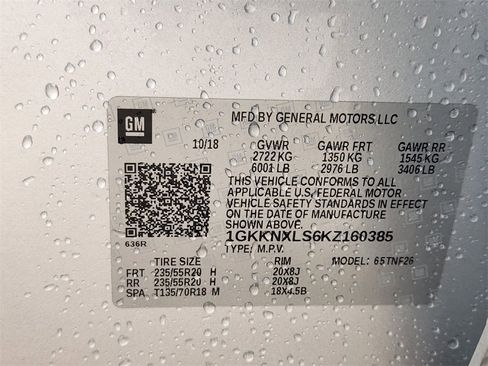 GM
MFD BY GENERAL MOTORS LLC
10/18 GVWR GAWR FRT GAWR RR
2722 KG 1350 KG 1545 KG
6001 LB 2976 LB 3406 LB
THIS VEHICLE CONFORMS TO ALL
APPLICABLE U.S. FEDERAL MOTOR
VEHICLE SAFETY STANDARDS IN EFFECT
ON THE DATE OF MANUFACTURE
SHOWN ABOVE.
636R 1GKKNXLS6KZ160385
TYPE: M.P.V. MODEL: 6STNF26
TIRE SIZE RIM
FRT 235/55R20 H 20X8J
RR 235/55R20 H 20X8J
SPA T135/70R18 M 18X4.5B